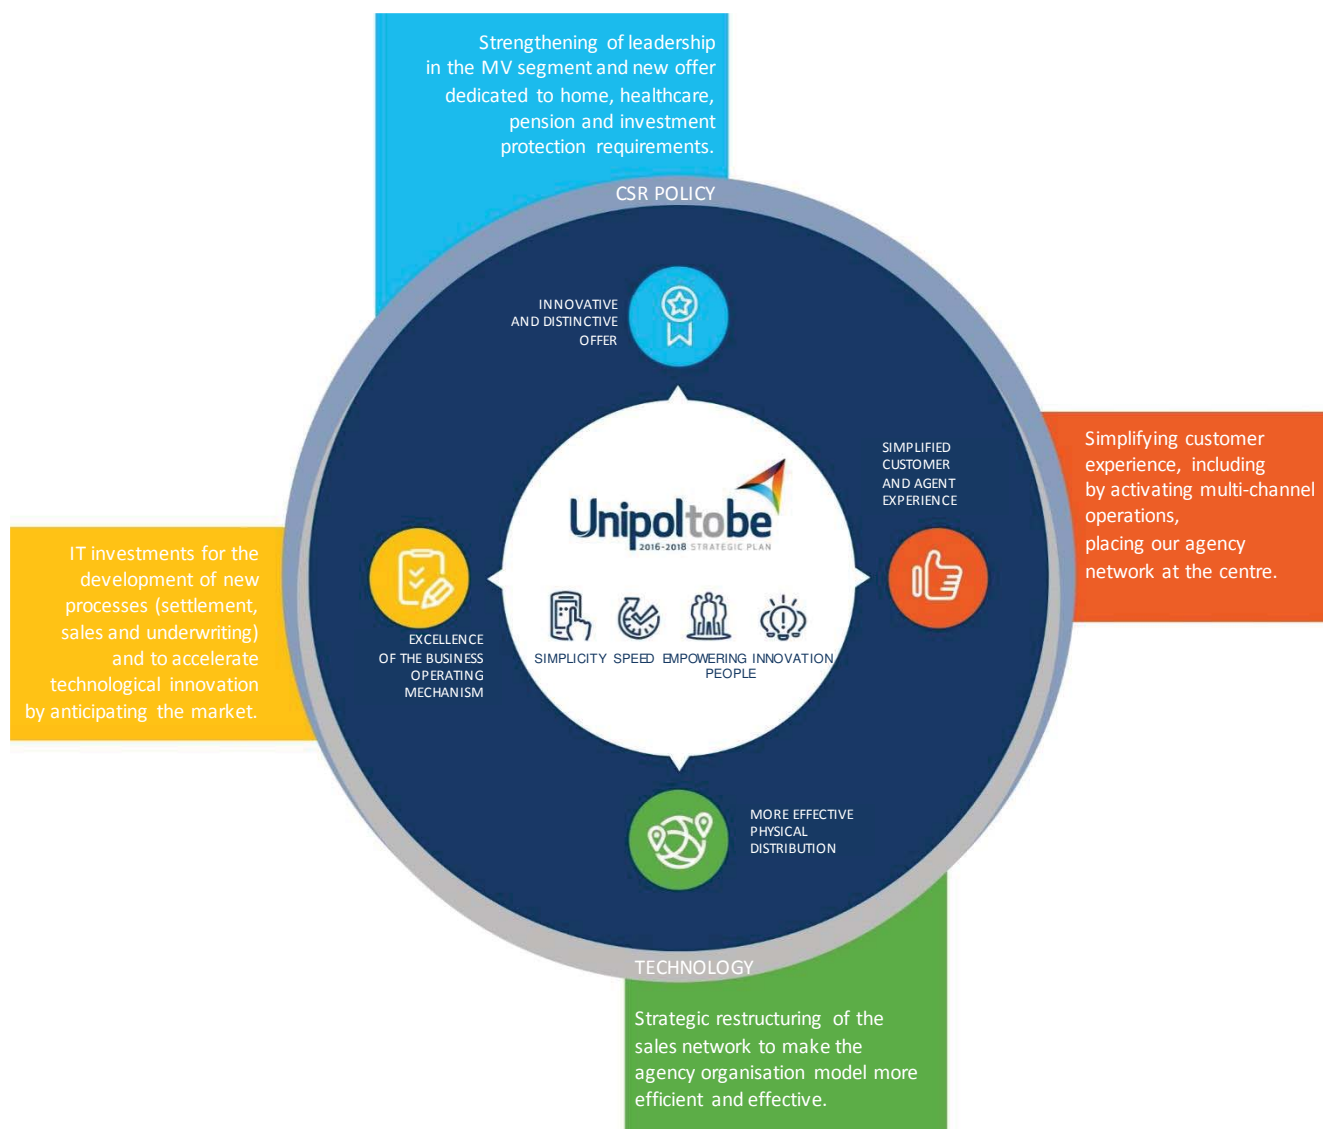 Strengthening of leadership
in the MV segment and new offer
dedicated to home, healthcare,
pension and investment
protection requirements.
CSR POLICY
INNOVATIVE
AND DISTINCTIVE
OFFER
SIMPLIFIED
CUSTOMER
AND AGENT
EXPERIENCE
Simplifying customer
experience, including
by activating multi-channel
operations,
placing our agency
network at the centre.
Unipoltobe
2016-2018 STRATEGIC PLAN
SIMPLICITY SPEED EMPOWERING INNOVATION
PEOPLE
IT investments for the
development of new
processes (settlement,
sales and underwriting)
and to accelerate
technological innovation
by anticipating the market.
EXCELLENCE
OF THE BUSINESS
OPERATING
MECHANISM
MORE EFFECTIVE
PHYSICAL
DISTRIBUTION
TECHNOLOGY
Strategic restructuring of the
sales network to make the
agency organisation model more
efficient and effective.